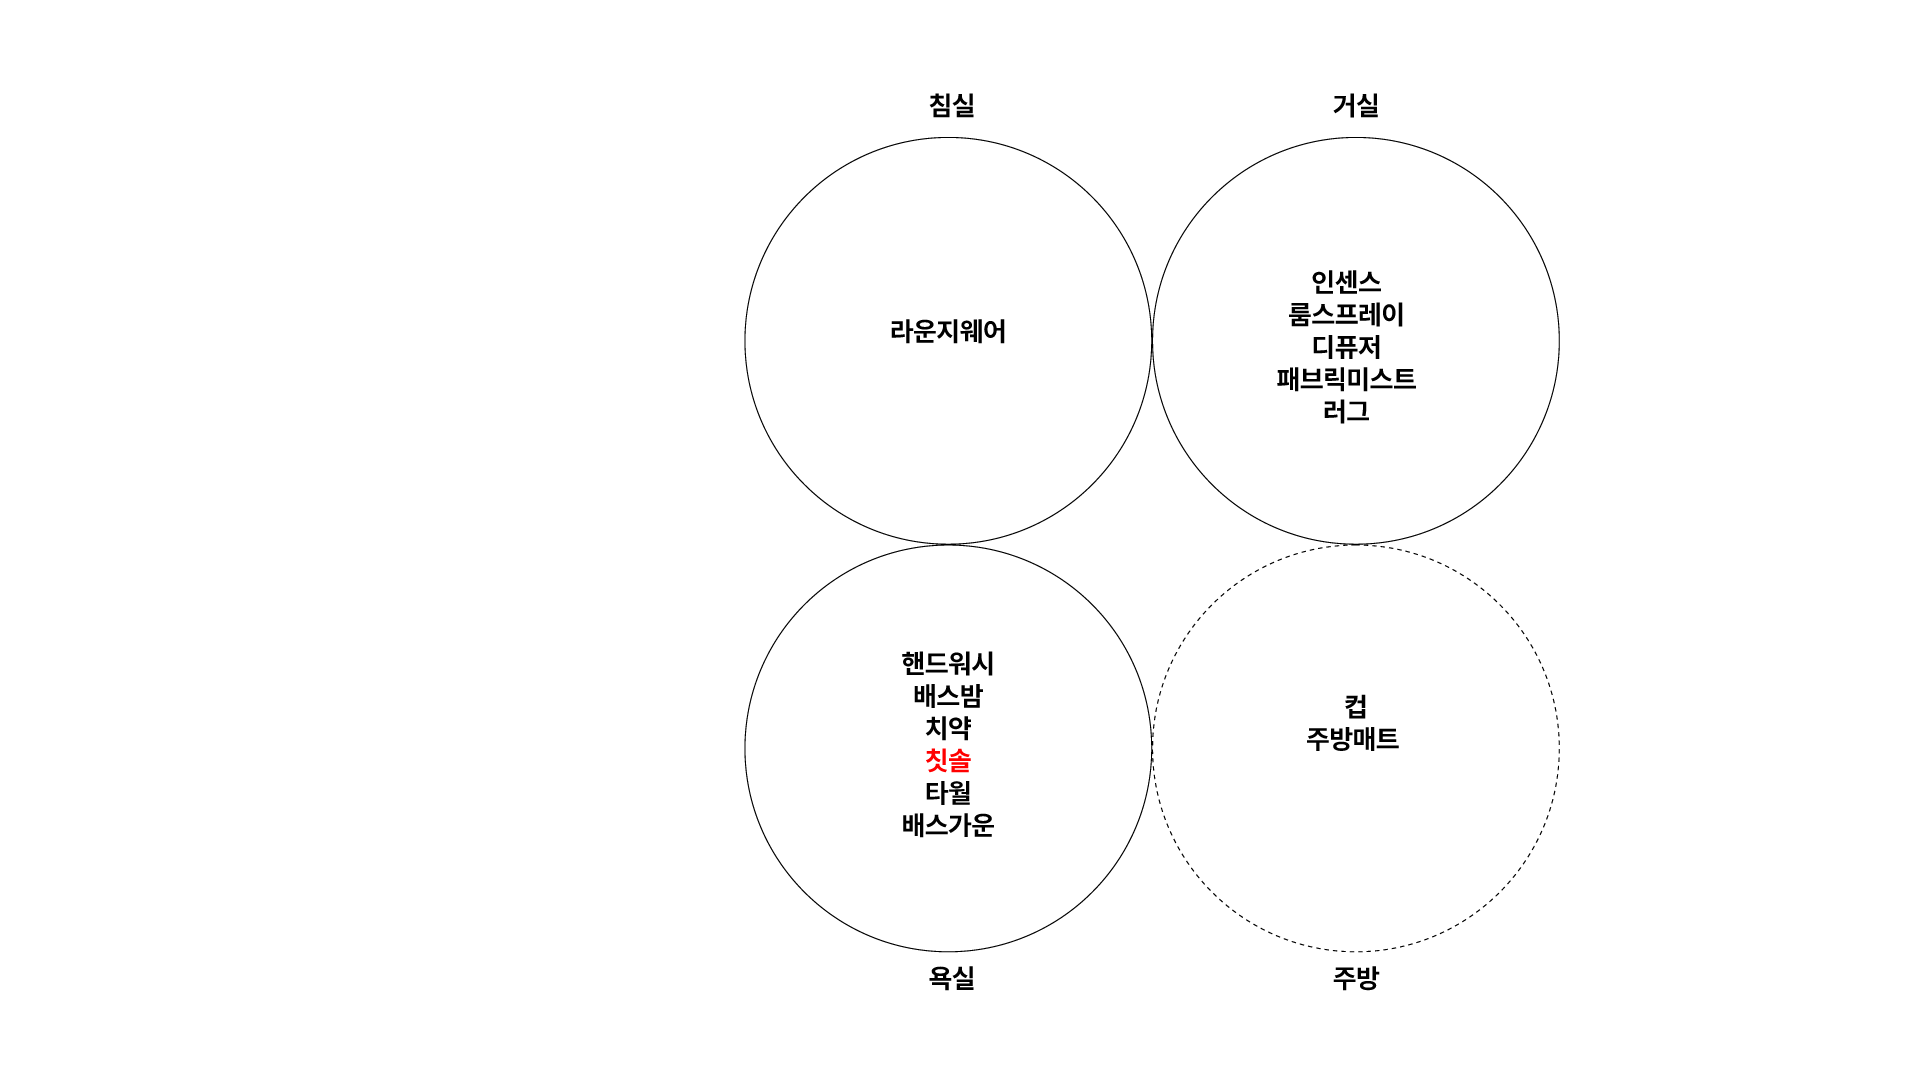 침실
라운지웨어
거실
인센스
룸스프레이
디퓨저
패브릭미스트
러그
핸드워시
배스밤
치약
칫솔
타월
배스가운
욕실
컵
주방매트
주방